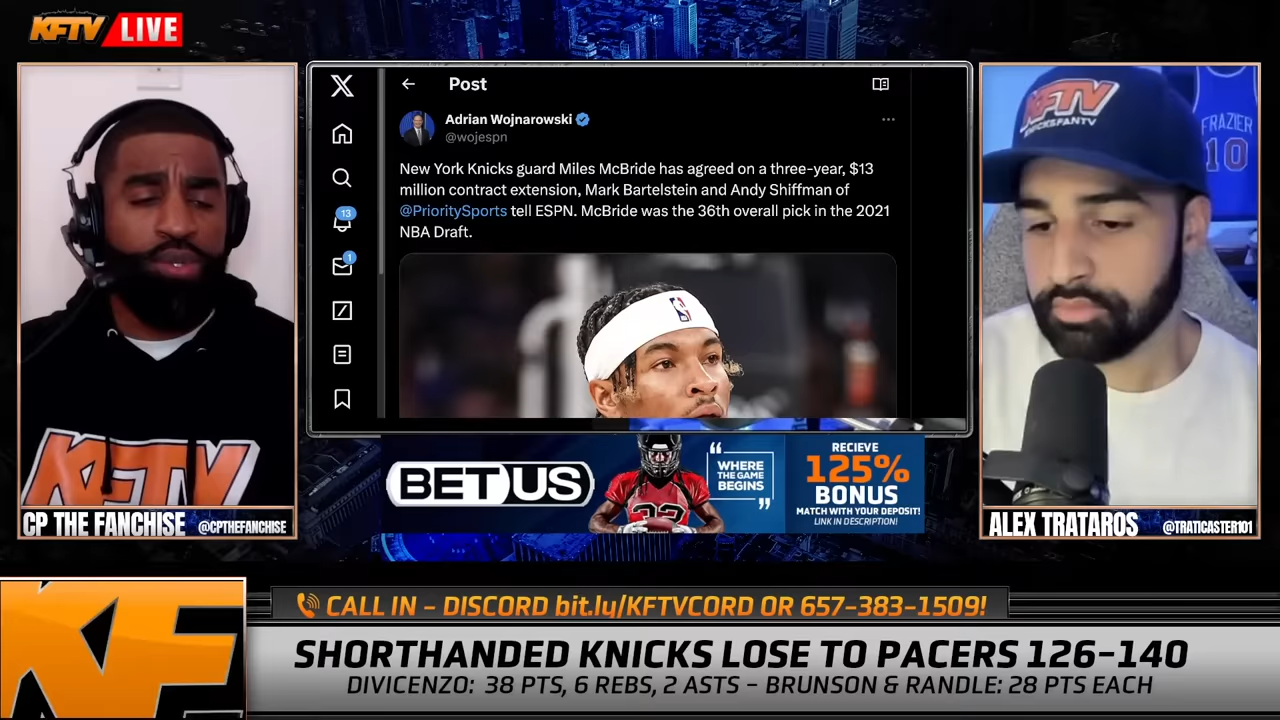 KFTV LIVE
Post
Adrian Wojnarowski
@wojespn
New York Knicks guard Miles McBride has agreed on a three-year, $13
million contract extension, Mark Bartelstein and Andy Shiffman of
@PrioritySports tell ESPN. McBride was the 36th overall pick in the 2021
NBA Draft.
13
1
KFTV
KFTV
KNICKSFANTV
FRAZIER
10
BETUS
“WHERE
THE GAME
BEGINS”
RECIEVE
125%
BONUS
MATCH WITH YOUR DEPOSIT!
LINK IN DESCRIPTION!
CP THE FANCHISE @CPTHEFANCHISE
ALEX TRATAROS @TRATICASTER101
CALL IN - DISCORD bit.ly/KFTVCORD OR 657-383-1509!
KF
SHORTHANDED KNICKS LOSE TO PACERS 126-140
DIVICENZO: 38 PTS, 6 REBS, 2 ASTS - BRUNSON & RANDLE: 28 PTS EACH